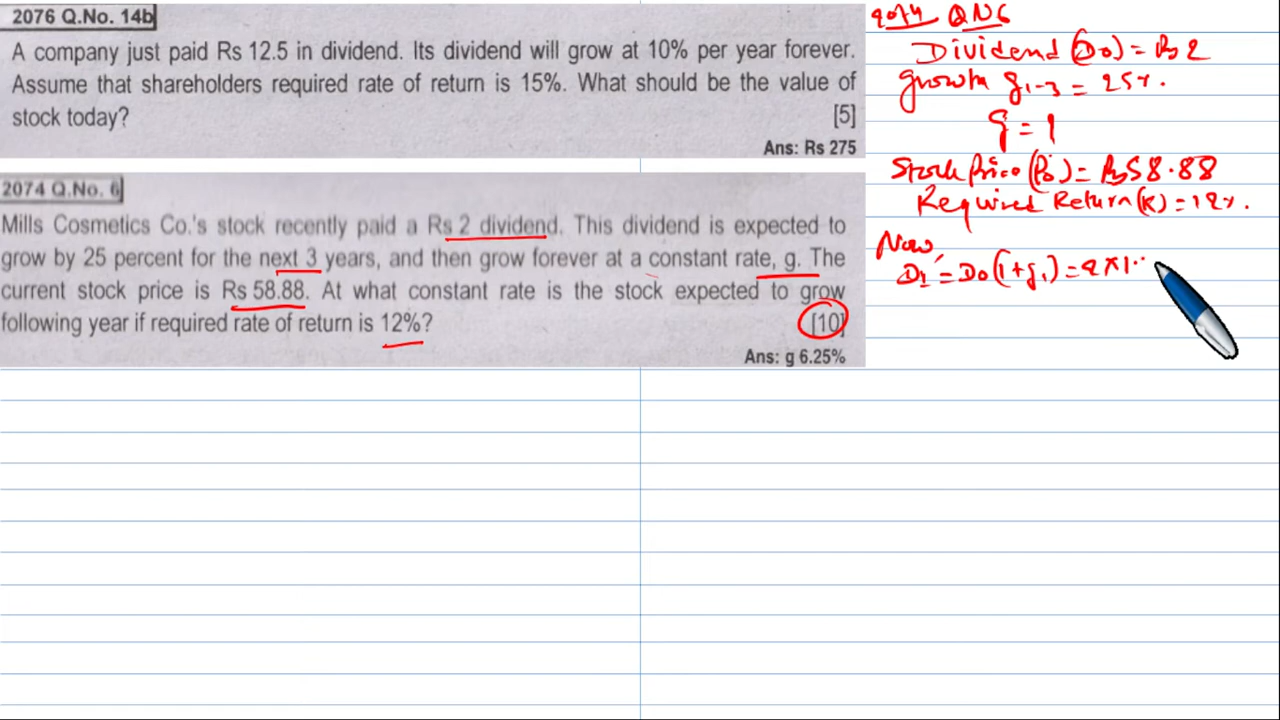 2076 Q.No. 14b
A company just paid Rs 12.5 in dividend. Its dividend will grow at 10% per year forever.
Assume that shareholders required rate of return is 15%. What should be the value of
stock today? [5]
Ans: Rs 275
2074 Q.No. 6
Mills Cosmetics Co.'s stock recently paid a Rs 2 dividend. This dividend is expected to
grow by 25 percent for the next 3 years, and then grow forever at a constant rate, g. The
current stock price is Rs 58.88. At what constant rate is the stock expected to grow
following year if required rate of return is 12%? [10]
Ans: g 6.25%
2074 QN6
Dividend (D0) = Rs 2
Growth g1-3 = 25%.
g = ?
Stock Price (P0) = Rs 58.88
Required Return (K) = 12%.
Now,
D1 = D0 (1+g1) = 2×1.